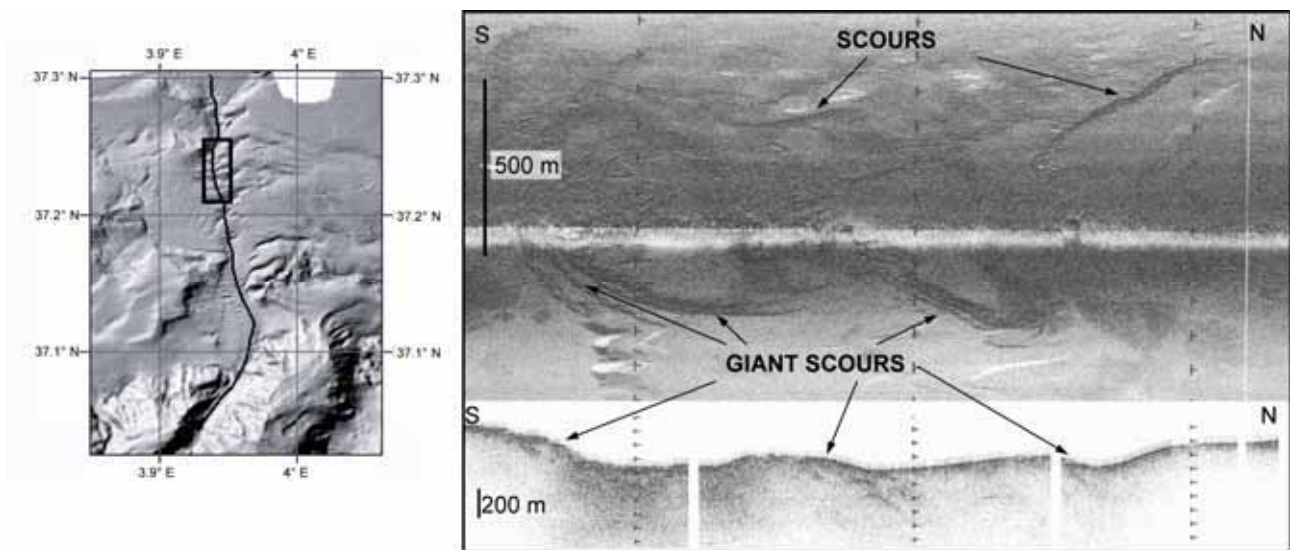 3.9° E 4° E
37.3° N 37.3° N
37.2° N 37.2° N
37.1° N 37.1° N
3.9° E 4° E
S SCOURS N
500 m
GIANT SCOURS
S N
200 m